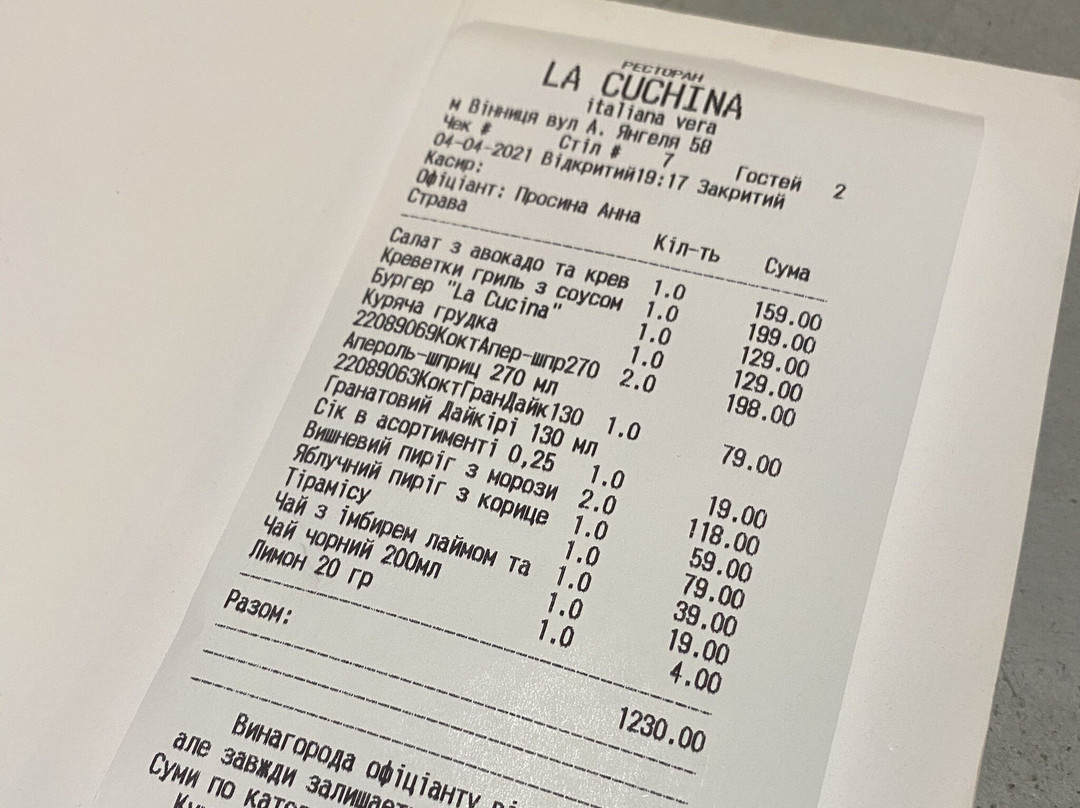 РЕСТОРАН
LA CUCHINA
italiana vera
м Вінниця вул А. Янгеля 58
Чек # Стіл # 7 Гостей 2
04-04-2021 Відкритий19:17 Закритий
Касир:
Офіціант: Просина Анна
Страва Кіл-ть Сума
Салат з авокадо та крев 1.0 159.00
Креветки гриль з соусом 1.0 199.00
Бургер "La Cucina" 1.0 129.00
Куряча грудка 1.0 129.00
22089069КоктАпер-шпр270 2.0 198.00
Апероль-шприц 270 мл
22089063КоктГранДайк130 1.0 79.00
Гранатовий Дайкірі 130 мл
Сік в асортименті 0,25 1.0 19.00
Вишневий пиріг з морози 2.0 118.00
Яблучний пиріг з корице 1.0 59.00
Тірамісу 1.0 79.00
Чай з імбирем лаймом та 1.0 39.00
Чай чорний 200мл 1.0 19.00
Лимон 20 гр 1.0 4.00
Разом: 1230.00
Винагорода офіціанту
але завжди
Суми по